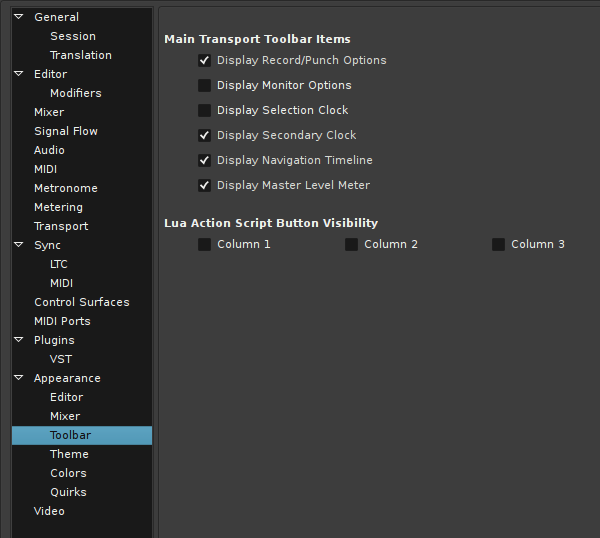 General
Session
Translation
Editor
Modifiers
Mixer
Signal Flow
Audio
MIDI
Metronome
Metering
Transport
Sync
LTC
MIDI
Control Surfaces
MIDI Ports
Plugins
VST
Appearance
Editor
Mixer
Toolbar
Theme
Colors
Quirks
Video
Main Transport Toolbar Items
Display Record/Punch Options
Display Monitor Options
Display Selection Clock
Display Secondary Clock
Display Navigation Timeline
Display Master Level Meter
Lua Action Script Button Visibility
Column 1 Column 2 Column 3